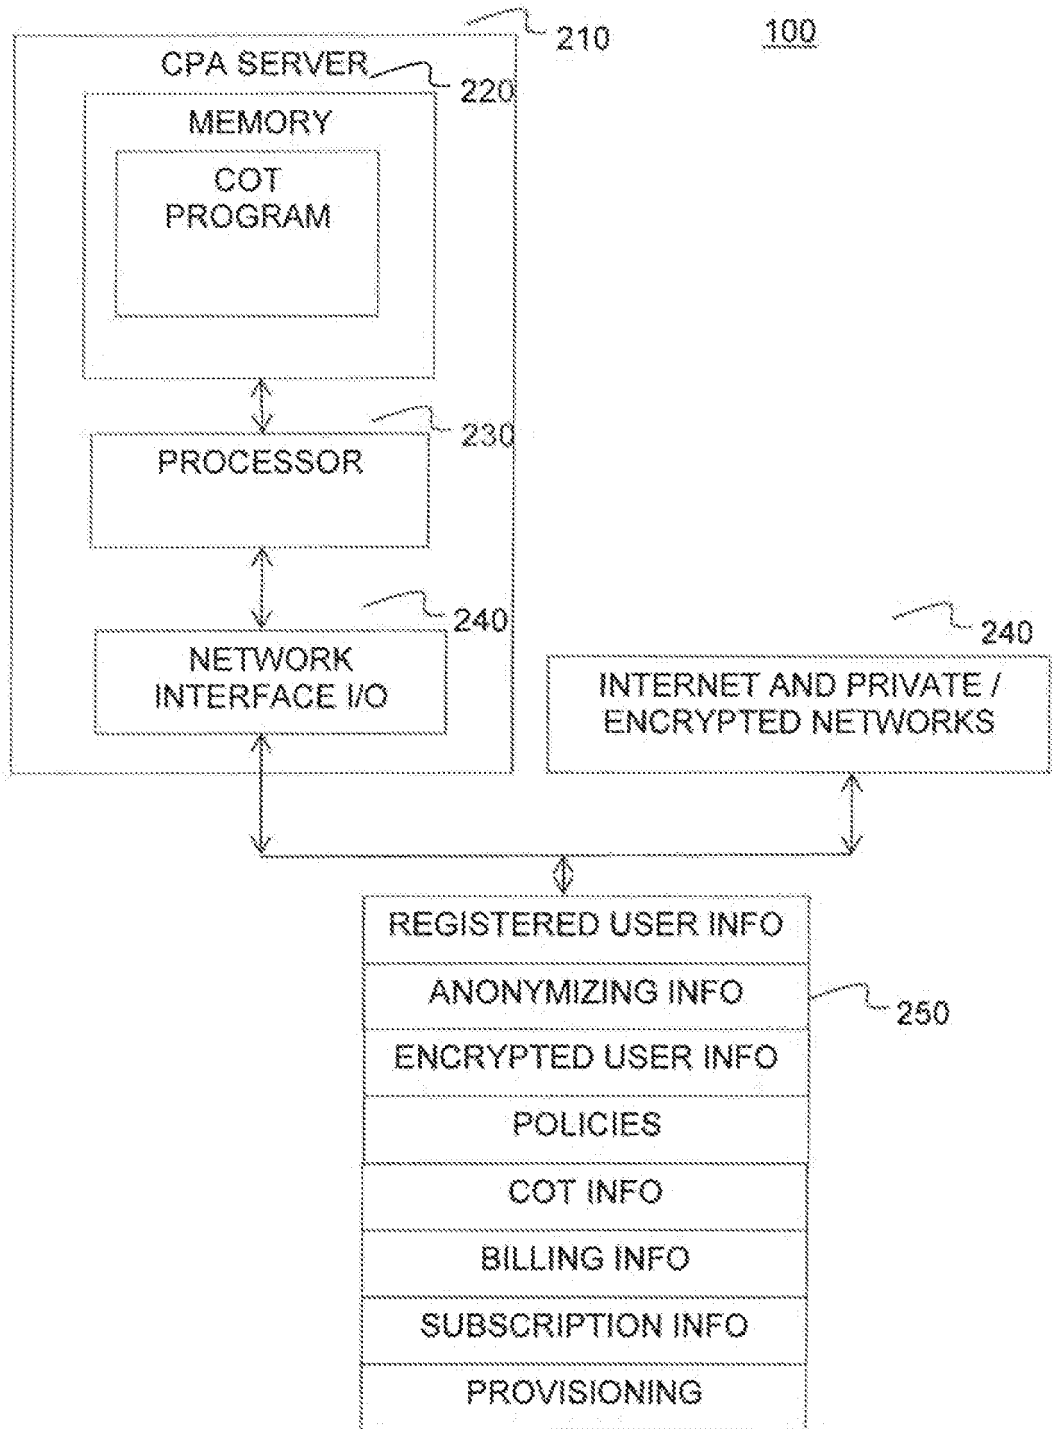 210
100
CPA SERVER
220
MEMORY
COT
PROGRAM
230
PROCESSOR
240
NETWORK
INTERFACE I/O
240
INTERNET AND PRIVATE /
ENCRYPTED NETWORKS
REGISTERED USER INFO
ANONYMIZING INFO
250
ENCRYPTED USER INFO
POLICIES
COT INFO
BILLING INFO
SUBSCRIPTION INFO
PROVISIONING